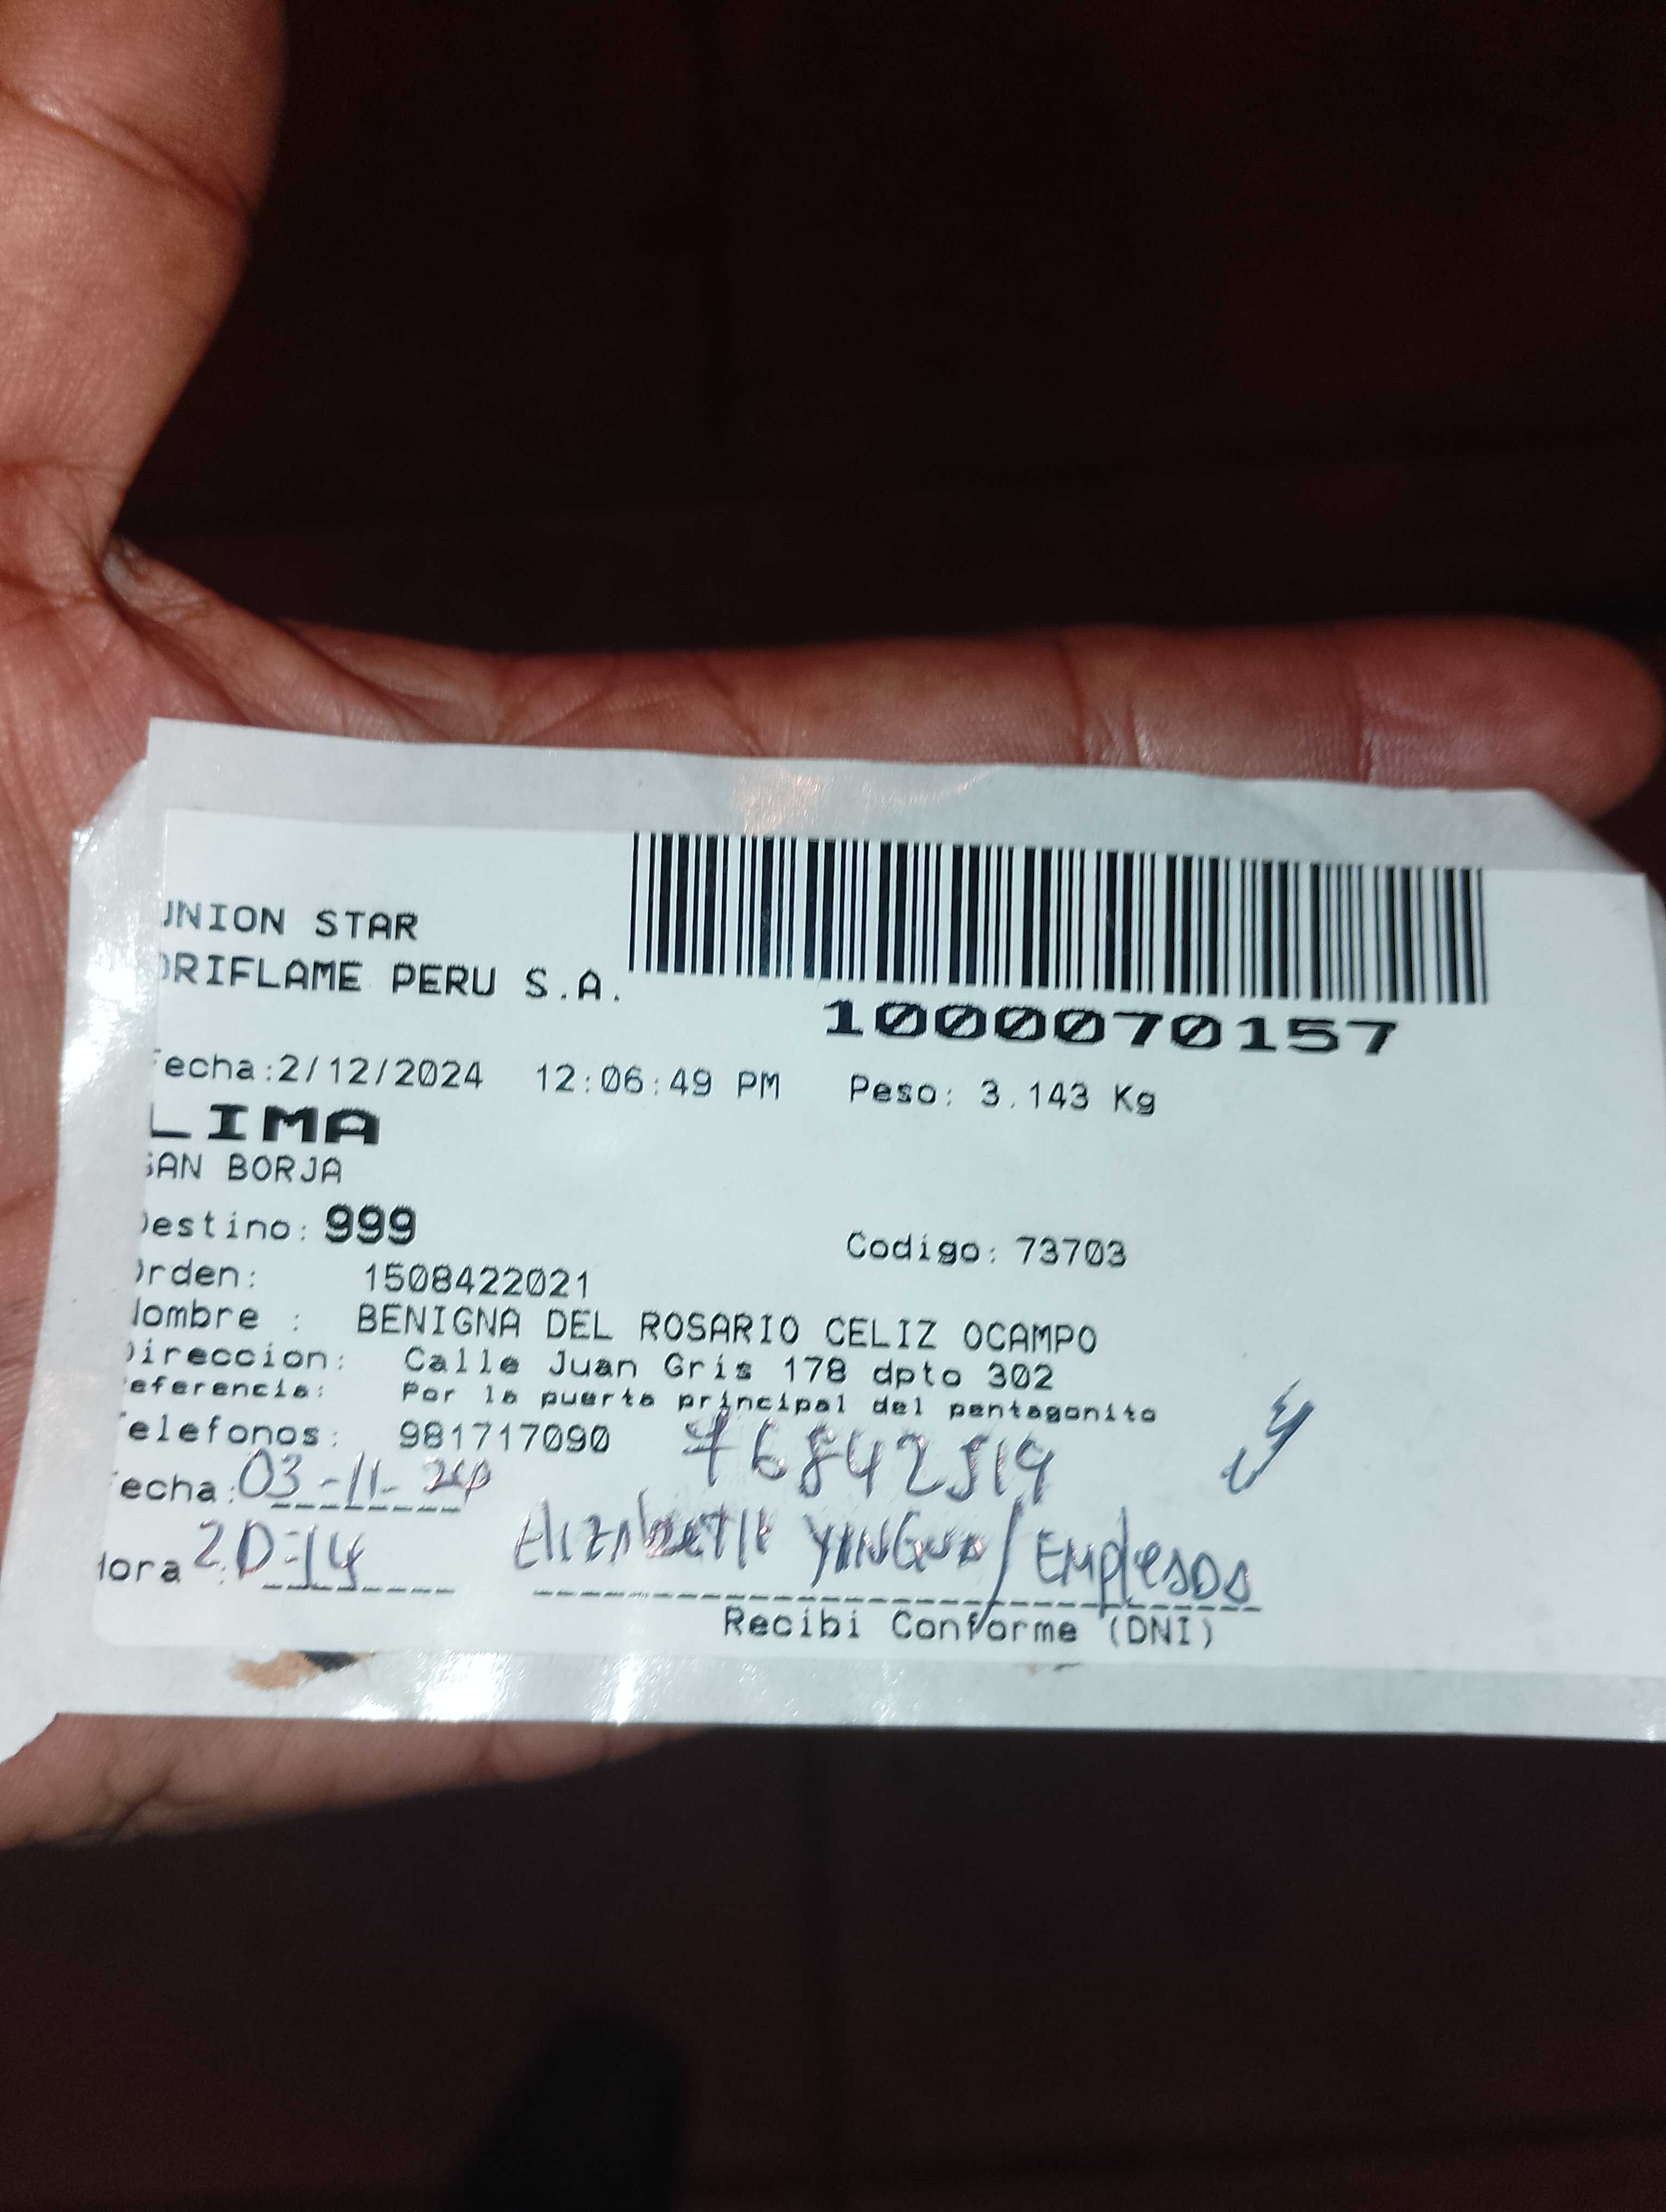 UNION STAR
ORIFLAME PERU S.A.
1000070157
Fecha:2/12/2024 12:06:49 PM Peso: 3.143 Kg
LIMA
SAN BORJA
Destino: 999 Codigo: 73703
Orden: 1508422021
Nombre : BENIGNA DEL ROSARIO CELIZ OCAMPO
Direccion: Calle Juan Gris 178 dpto 302
Referencia: Por la puerta principal del pentagonito
Telefonos: 981717090 76842519
Fecha: 03-11-24
Hora : 20:14 Elizabeth /
Recibi Conforme (DNI)